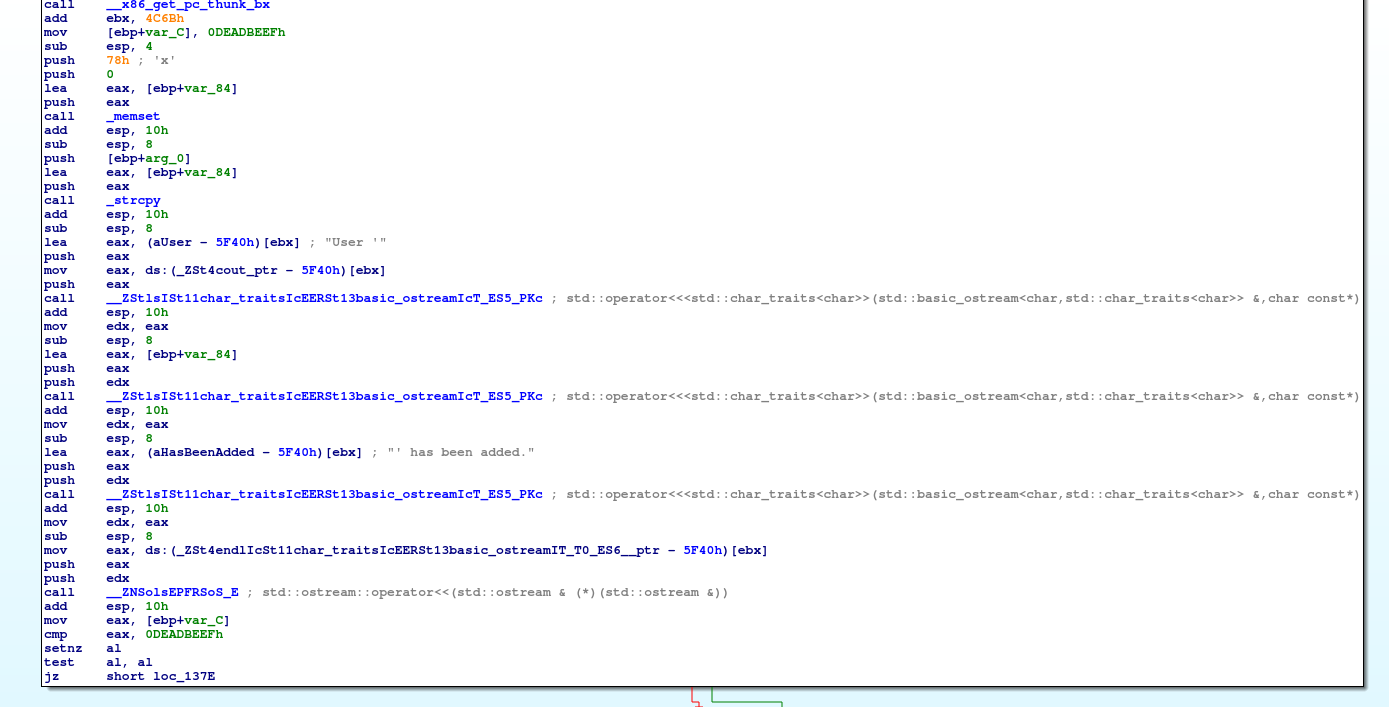 call __x86_get_pc_thunk_bx
add ebx, 4C6Bh
mov [ebp+var_C], 0DEADBEEFh
sub esp, 4
push 78h ; 'x'
push 0
lea eax, [ebp+var_84]
push eax
call _memset
add esp, 10h
sub esp, 8
push [ebp+arg_0]
lea eax, [ebp+var_84]
push eax
call _strcpy
add esp, 10h
sub esp, 8
lea eax, (aUser - 5F40h)[ebx] ; "User '"
push eax
mov eax, ds:(_ZSt4cout_ptr - 5F40h)[ebx]
push eax
call __ZStlsISt11char_traitsIcEERSt13basic_ostreamIcT_ES5_PKc ; std::operator<<<std::char_traits<char>>(std::basic_ostream<char,std::char_traits<char>> &,char const*)
add esp, 10h
mov edx, eax
sub esp, 8
lea eax, [ebp+var_84]
push eax
push edx
call __ZStlsISt11char_traitsIcEERSt13basic_ostreamIcT_ES5_PKc ; std::operator<<<std::char_traits<char>>(std::basic_ostream<char,std::char_traits<char>> &,char const*)
add esp, 10h
mov edx, eax
sub esp, 8
lea eax, (aHasBeenAdded - 5F40h)[ebx] ; "' has been added."
push eax
push edx
call __ZStlsISt11char_traitsIcEERSt13basic_ostreamIcT_ES5_PKc ; std::operator<<<std::char_traits<char>>(std::basic_ostream<char,std::char_traits<char>> &,char const*)
add esp, 10h
mov edx, eax
sub esp, 8
mov eax, ds:(_ZSt4endlIcSt11char_traitsIcEERSt13basic_ostreamIT_T0_ES6__ptr - 5F40h)[ebx]
push eax
push edx
call __ZNSolsEPFRSoS_E ; std::ostream::operator<<(std::ostream & (*)(std::ostream &))
add esp, 10h
mov eax, [ebp+var_C]
cmp eax, 0DEADBEEFh
setnz al
test al, al
jz short loc_137E